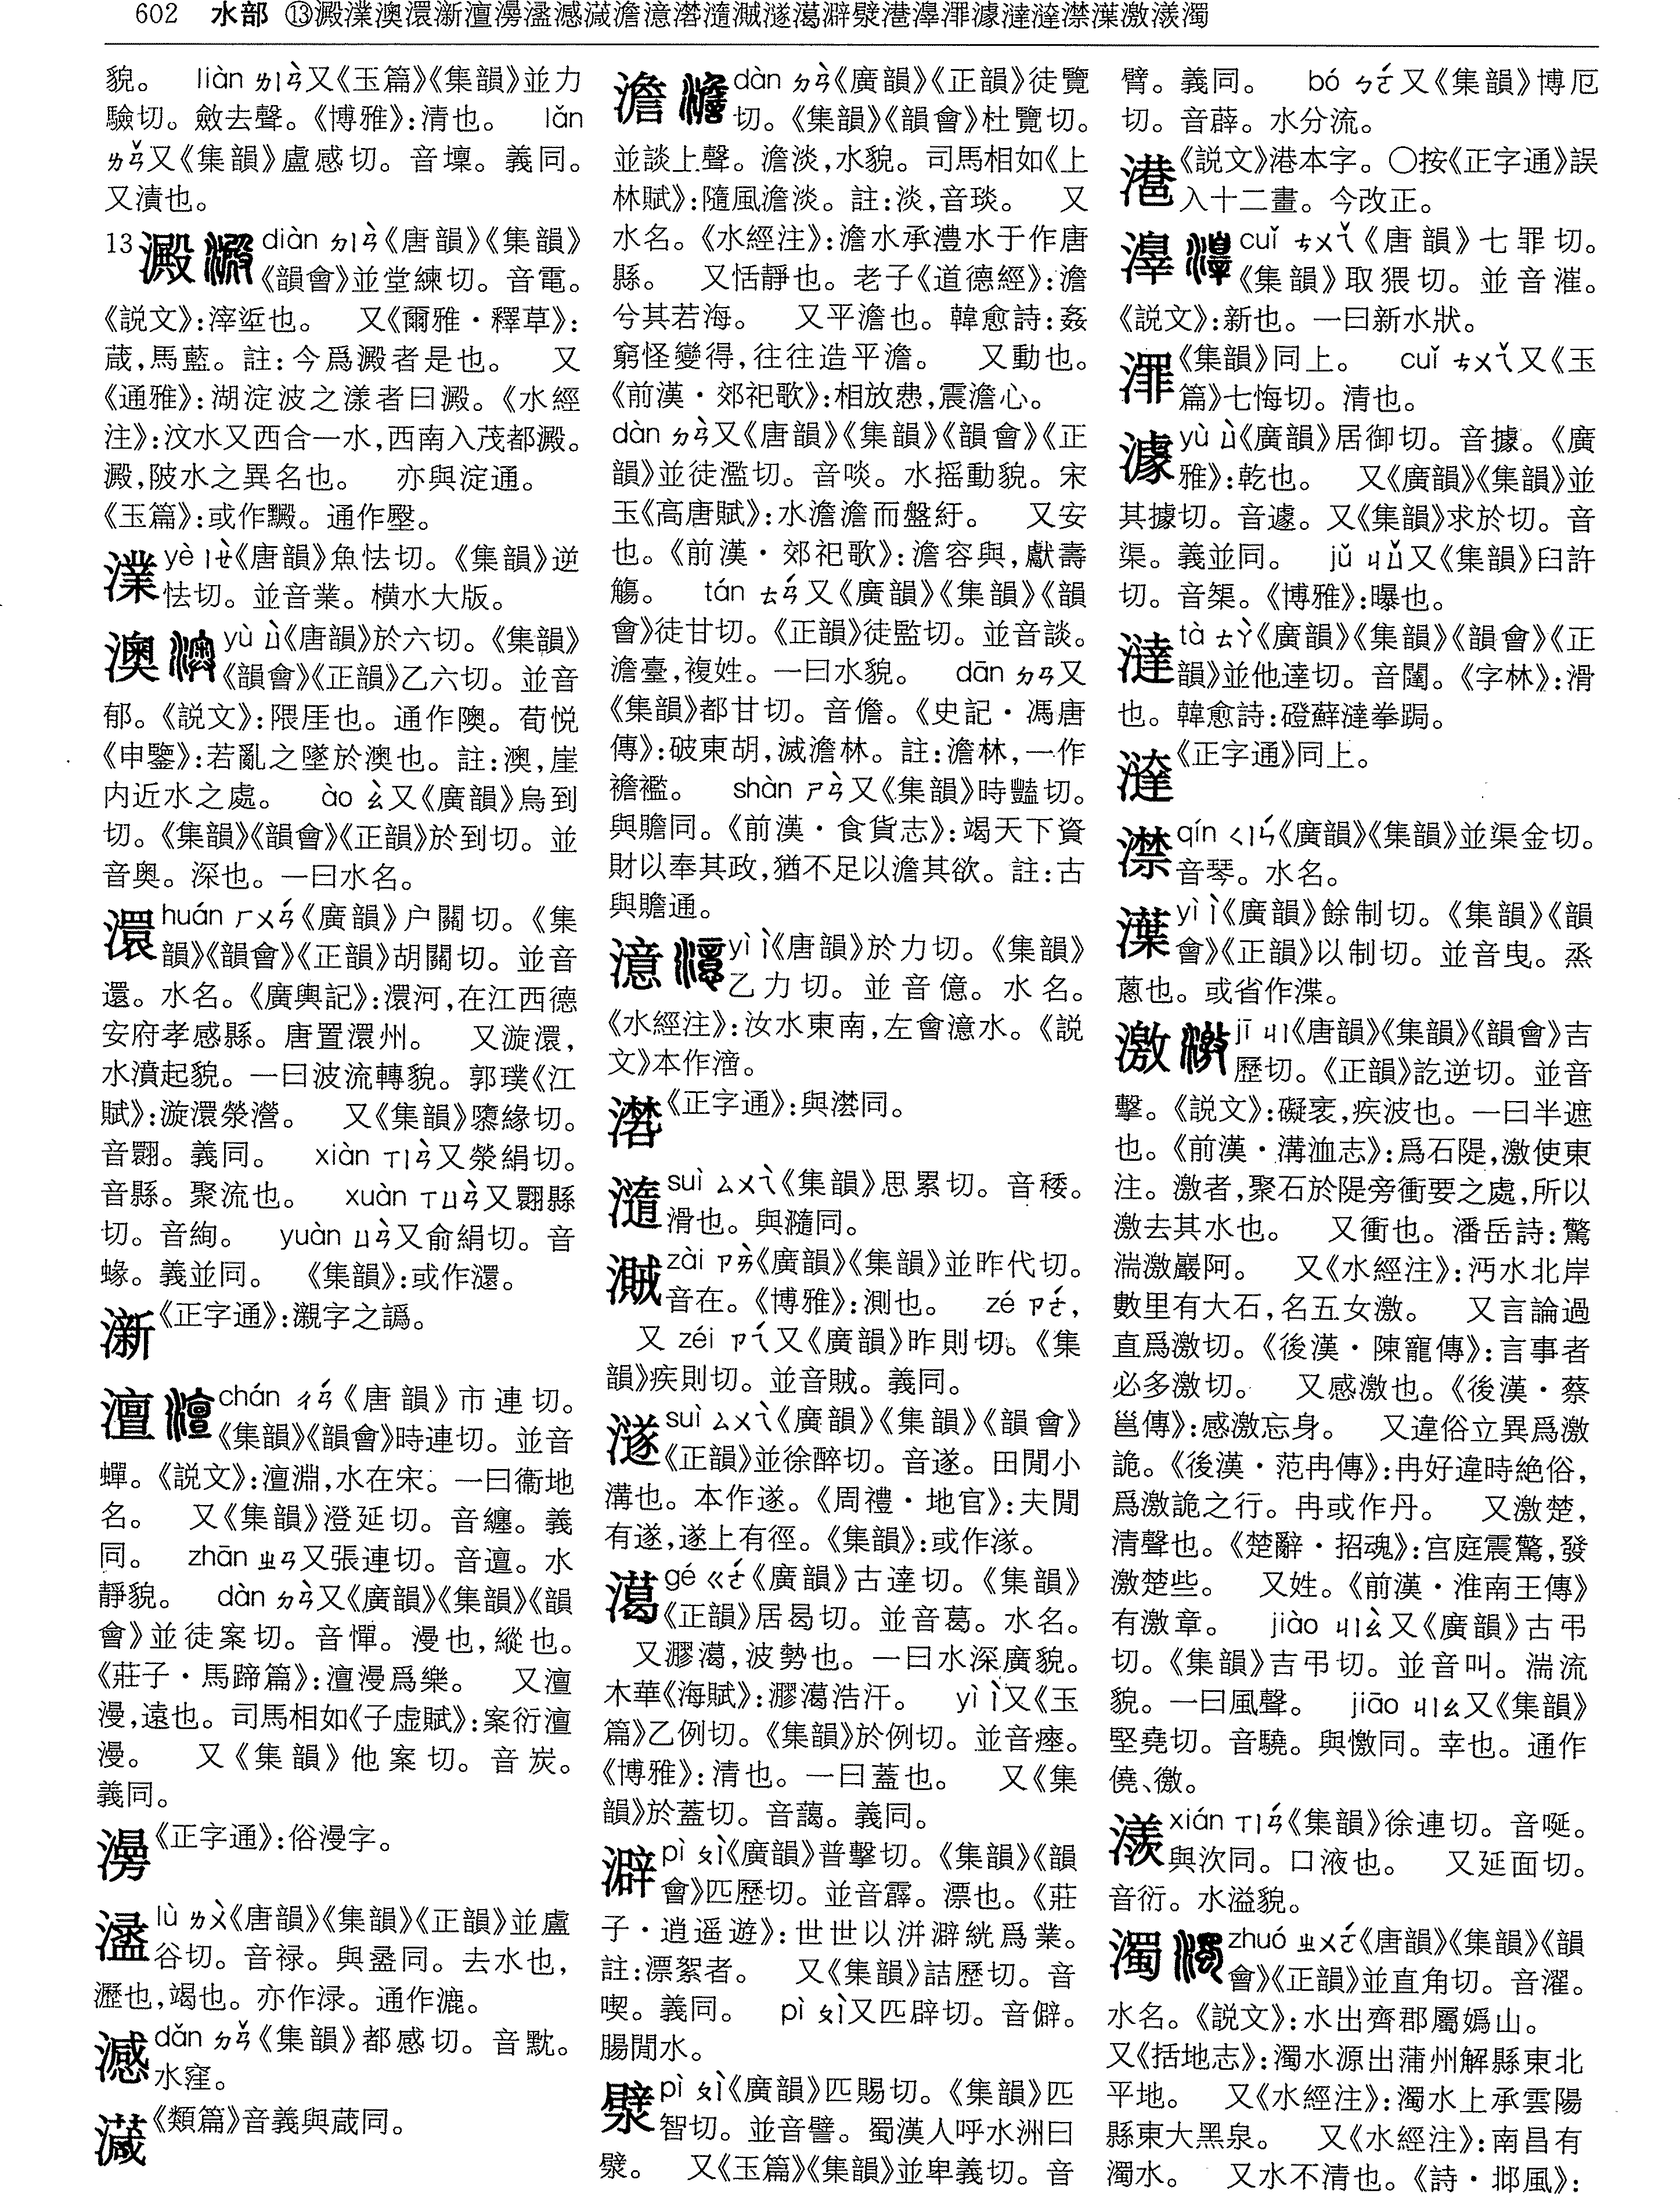 602 水部 ⑬澱澲澳澴漸澶澷澸濊澹澺澻瀡濈澾濁
貌。 liàn ㄌㄧㄢˋ又《玉篇》《集韻》並力
驗切。斂去聲。《博雅》:清也。 lǎn
ㄌㄢˇ又《集韻》盧感切。音壈。義同。
又漬也。
13澱 diàn ㄉㄧㄢˋ《唐韻》《集韻》
《韻會》並堂練切。音電。
《説文》:滓垽也。 又《爾雅·釋草》:
葴,馬藍。註:今爲澱者是也。 又
《通雅》:湖淀波之漾者曰澱。《水經
注》:汶水又西合一水,西南入茂都澱。
澱,陂水之異名也。 亦與淀通。
《玉篇》:或作黰。通作壂。
澲 yè ㄧㄝˋ《唐韻》魚怯切。《集韻》逆
怯切。並音業。橫水大版。
澳 yù ㄩˋ《唐韻》於六切。《集韻》
《韻會》《正韻》乙六切。並音
郁。《説文》:隈厓也。通作隩。荀悦
《申鑒》:若亂之墜於澳也。註:澳,崖
内近水之處。 ào ㄠˋ又《廣韻》烏到
切。《集韻》《韻會》《正韻》於到切。並
音奥。深也。一曰水名。
澴 huán ㄏㄨㄢˊ《廣韻》户關切。《集
韻》《韻會》《正韻》胡關切。並音
還。水名。《廣輿記》:澴河,在江西德
安府孝感縣。唐置澴州。 又漩澴,
水濆起貌。一曰波流轉貌。郭璞《江
賦》:漩澴滎瀯。 又《集韻》隳緣切。
音翾。義同。 xiàn ㄒㄧㄢˋ又熒絹切。
音縣。聚流也。 xuàn ㄒㄩㄢˋ又翾縣
切。音絢。 yuàn ㄩㄢˋ又俞絹切。音
蝝。義並同。 《集韻》:或作瀤。
《正字通》:灍字之譌。
澶 chán ㄔㄢˊ《唐韻》市連切。
《集韻》《韻會》時連切。並音
蟬。《説文》:澶淵,水在宋。一曰衞地
名。 又《集韻》澄延切。音纏。義
同。 zhān ㄓㄢ又張連切。音邅。水
靜貌。 dàn ㄉㄢˋ又《廣韻》《集韻》《韻
會》並徒案切。音憚。漫也,縱也。
《莊子·馬蹄篇》:澶漫爲樂。 又澶
漫,遠也。司馬相如《子虚賦》:案衍澶
漫。 又《集韻》他案切。音炭。
義同。
澷《正字通》:俗漫字。
lù ㄌㄨˋ《唐韻》《集韻》《正韻》並盧
谷切。音禄。與盝同。去水也,
瀝也,竭也。亦作渌。通作漉。
澸 dǎn ㄉㄢˇ《集韻》都感切。音黕。
水窪。
《類篇》音義與葴同。
澹 dàn ㄉㄢˋ《廣韻》《正韻》徒覽
切。《集韻》《韻會》杜覽切。
並談上聲。澹淡,水貌。司馬相如《上
林賦》:隨風澹淡。註:淡,音琰。 又
水名。《水經注》:澹水承澧水于作唐
縣。 又恬靜也。老子《道德經》:澹
兮其若海。 又平澹也。韓愈詩:姦
窮怪變得,往往造平澹。 又動也。
《前漢·郊祀歌》:相放悐,震澹心。
dàn ㄉㄢˋ又《唐韻》《集韻》《韻會》《正
韻》並徒濫切。音啖。水摇動貌。宋
玉《高唐賦》:水澹澹而盤紆。 又安
也。《前漢·郊祀歌》:澹容與,獻壽
觴。 tán ㄊㄢˊ又《廣韻》《集韻》《韻
會》徒甘切。《正韻》徒監切。並音談。
澹臺,複姓。一曰水貌。 dān ㄉㄢ又
《集韻》都甘切。音儋。《史記·馮唐
傳》:破東胡,滅澹林。註:澹林,一作
襜襤。 shàn ㄕㄢˋ又《集韻》時豔切。
與贍同。《前漢·食貨志》:竭天下資
財以奉其政,猶不足以澹其欲。註:古
與贍通。
澺 yì ㄧˋ《唐韻》於力切。《集韻》
乙力切。並音億。水名。
《水經注》:汝水東南,左會澺水。《説
文》本作𤁩。
《正字通》:與澃同。
瀡 suì ㄙㄨㄟˋ《集韻》思累切。音稡。
滑也。與瀡同。
zài ㄗㄞˋ《廣韻》《集韻》並昨代切。
音在。《博雅》:測也。 zé ㄗㄜˊ,
又 zéi ㄗㄟˊ又《廣韻》昨則切。《集
韻》疾則切。並音賊。義同。
澻 suì ㄙㄨㄟˋ《廣韻》《集韻》《韻會》
《正韻》並徐醉切。音遂。田閒小
溝也。本作遂。《周禮·地官》:夫閒
有遂,遂上有徑。《集韻》:或作㴚。
gé ㄍㄜˊ《廣韻》古達切。《集韻》
《正韻》居曷切。並音葛。水名。
又㵳濭,波勢也。一曰水深廣貌。
木華《海賦》:㵳濭浩汗。 yì ㄧˋ又《玉
篇》乙例切。《集韻》於例切。並音瘞。
《博雅》:清也。一曰蓋也。 又《集
韻》於蓋切。音藹。義同。
澼 pì ㄆㄧˋ《廣韻》普擊切。《集韻》《韻
會》匹歷切。並音霹。漂也。《莊
子·逍遥遊》:世世以洴澼絖爲業。
註:漂絮者。 又《集韻》詰歷切。音
喫。義同。 pì ㄆㄧˋ又匹辟切。音僻。
腸閒水。
pì ㄆㄧˋ《廣韻》匹賜切。《集韻》匹
智切。並音譬。蜀漢人呼水洲曰
㵨。 又《玉篇》《集韻》並卑義切。音
臂。義同。 bó ㄅㄛˊ又《集韻》博厄
切。音薜。水分流。
《説文》港本字。○按《正字通》誤
入十二畫。今改正。
cuǐ ㄘㄨㄟˇ《唐韻》七罪切。
《集韻》取猥切。並音漼。
《説文》:新也。一曰新水狀。
《集韻》同上。 cuǐ ㄘㄨㄟˇ又《玉
篇》七悔切。清也。
澽 yù ㄩˋ《廣韻》居御切。音據。《廣
雅》:乾也。 又《廣韻》《集韻》並
其據切。音遽。又《集韻》求於切。音
渠。義並同。 jǔ ㄐㄩˇ又《集韻》臼許
切。音榘。《博雅》:曝也。
澾 tà ㄊㄚˋ《廣韻》《集韻》《韻會》《正
韻》並他達切。音闥。《字林》:滑
也。韓愈詩:磴蘚澾拳跼。
《正字通》同上。
澿 qín ㄑㄧㄣˊ《廣韻》《集韻》並渠金切。
音琴。水名。
yì ㄧˋ《廣韻》餘制切。《集韻》《韻
會》《正韻》以制切。並音曳。烝
蔥也。或省作渫。
激 jī ㄐㄧ《唐韻》《集韻》《韻會》吉
歷切。《正韻》訖逆切。並音
擊。《説文》:礙衺,疾波也。一曰半遮
也。《前漢·溝洫志》:爲石隄,激使東
注。激者,聚石於隄旁衝要之處,所以
激去其水也。 又衝也。潘岳詩:驚
湍激巖阿。 又《水經注》:沔水北岸
數里有大石,名五女激。 又言論過
直爲激切。《後漢·陳寵傳》:言事者
必多激切。 又感激也。《後漢·蔡
邕傳》:感激忘身。 又違俗立異爲激
詭。《後漢·范冉傳》:冉好違時絶俗,
爲激詭之行。冉或作丹。 又激楚,
清聲也。《楚辭·招魂》:宫庭震驚,發
激楚些。 又姓。《前漢·淮南王傳》
有激章。 jiào ㄐㄧㄠˋ又《廣韻》古弔
切。《集韻》吉弔切。並音叫。湍流
貌。一曰風聲。 jiāo ㄐㄧㄠ又《集韻》
堅堯切。音驍。與憿同。幸也。通作
僥、徼。
xián ㄒㄧㄢˊ《集韻》徐連切。音唌。
與㳄同。口液也。 又延面切。
音衍。水溢貌。
濁 zhuó ㄓㄨㄛˊ《唐韻》《集韻》《韻
會》《正韻》並直角切。音濯。
水名。《説文》:水出齊郡厲嬀山。
又《括地志》:濁水源出蒲州解縣東北
平地。 又《水經注》:濁水上承雲陽
縣東大黑泉。 又《水經注》:南昌有
濁水。 又水不清也。《詩·邶風》: